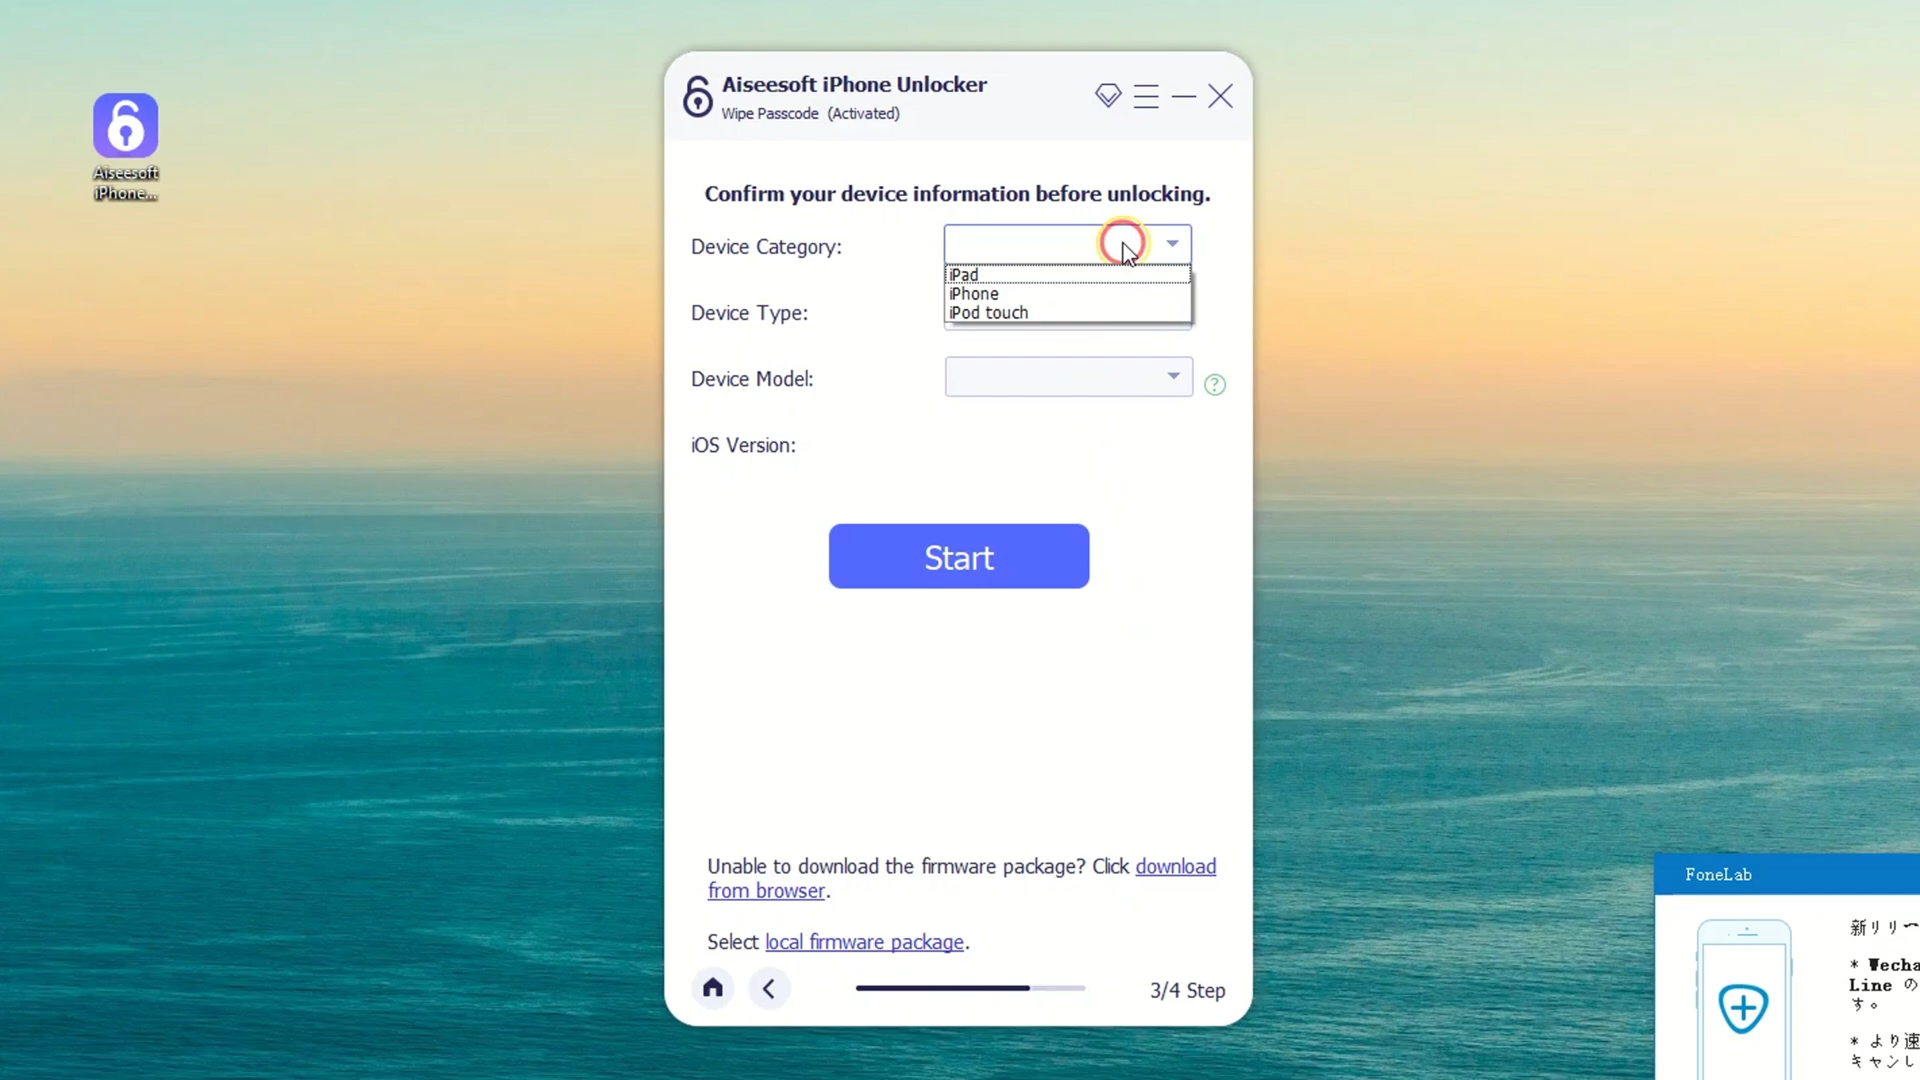 Aiseesoft
iPhone...
Aiseesoft iPhone Unlocker
Wipe Passcode (Activated)
Confirm your device information before unlocking.
Device Category:
iPad
iPhone
iPod touch
Device Type:
Device Model:
?
iOS Version:
Start
Unable to download the firmware package? Click download
from browser.
Select local firmware package.
3/4 Step
FoneLab
新リリー
* Wecha
Line の
す。
* より速
キャンし